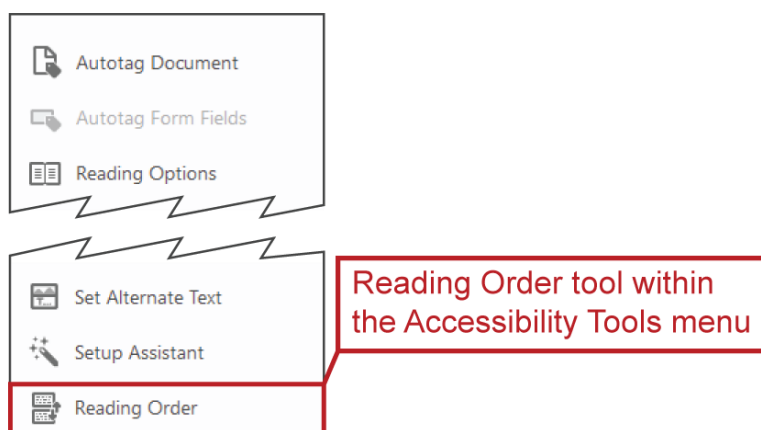 Autotag Document
Autotag Form Fields
Reading Options
Set Alternate Text
Setup Assistant
Reading Order
Reading Order tool within
the Accessibility Tools menu